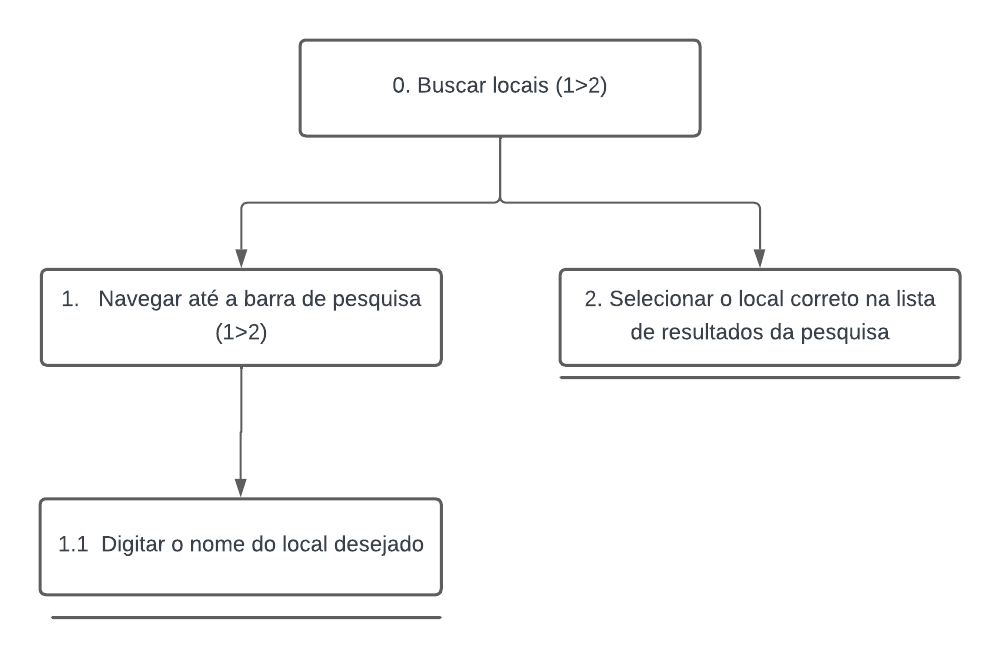 0. Buscar locais (1>2)
1. Navegar até a barra de pesquisa
(1>2)
2. Selecionar o local correto na lista
de resultados da pesquisa
1.1 Digitar o nome do local desejado